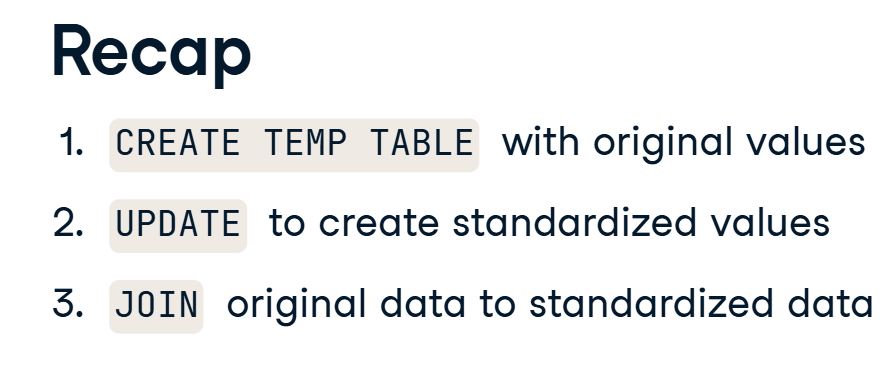 Recap
1. CREATE TEMP TABLE with original values
2. UPDATE to create standardized values
3. JOIN original data to standardized data